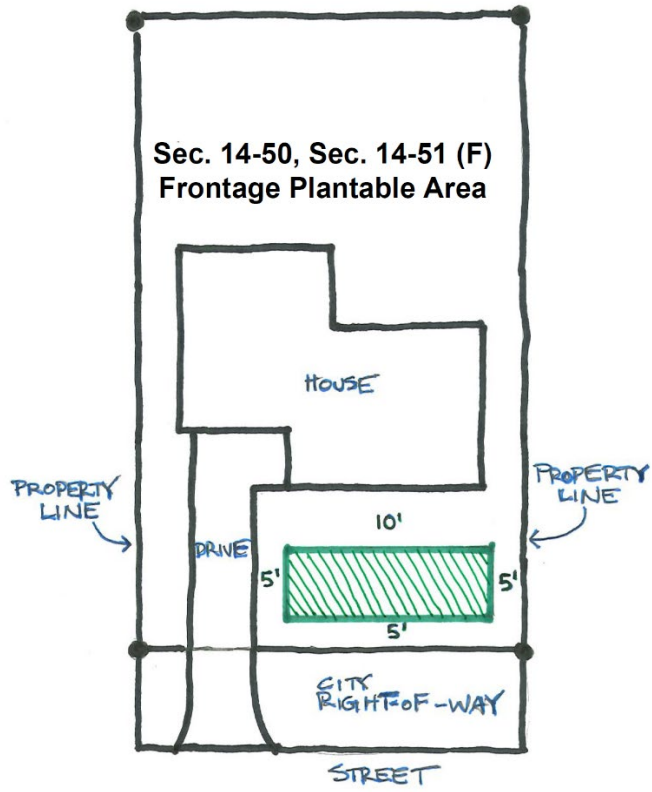 Sec. 14-50, Sec. 14-51 (F)
Frontage Plantable Area
HOUSE
PROPERTY
LINE
PROPERTY
LINE
10'
DRIVE
5'
5'
5'
CITY
RIGHT-OF-WAY
STREET